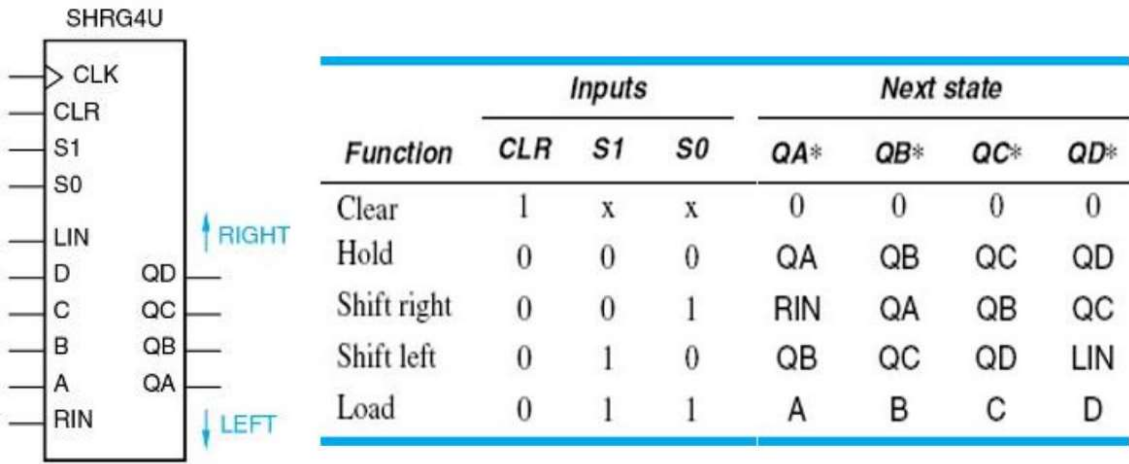 SHRG4U
CLK
CLR
S1
S0
LIN
RIGHT
D QD
C QC
B QB
A QA
RIN
LEFT
Inputs Next state
Function CLR S1 S0 QA* QB* QC* QD*
Clear 1 x x 0 0 0 0
Hold 0 0 0 QA QB QC QD
Shift right 0 0 1 RIN QA QB QC
Shift left 0 1 0 QB QC QD LIN
Load 0 1 1 A B C D